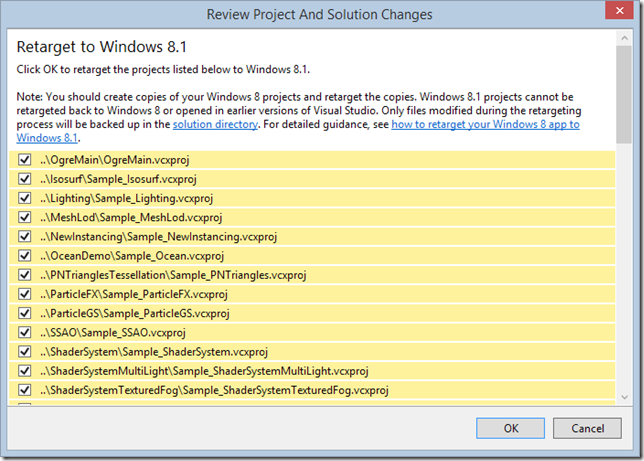 Review Project And Solution Changes
Retarget to Windows 8.1
Click OK to retarget the projects listed below to Windows 8.1.
Note: You should create copies of your Windows 8 projects and retarget the copies. Windows 8.1 projects cannot be
retargeted back to Windows 8 or opened in earlier versions of Visual Studio. Only files modified during the retargeting
process will be backed up in the solution directory. For detailed guidance, see how to retarget your Windows 8 app to
Windows 8.1.
..\OgreMain\OgreMain.vcxproj
..\Isosurf\Sample_Isosurf.vcxproj
..\Lighting\Sample_Lighting.vcxproj
..\MeshLod\Sample_MeshLod.vcxproj
..\NewInstancing\Sample_NewInstancing.vcxproj
..\OceanDemo\Sample_Ocean.vcxproj
..\PNTrianglesTessellation\Sample_PNTriangles.vcxproj
..\ParticleFX\Sample_ParticleFX.vcxproj
..\ParticleGS\Sample_ParticleGS.vcxproj
..\SSAO\Sample_SSAO.vcxproj
..\ShaderSystem\Sample_ShaderSystem.vcxproj
..\ShaderSystemMultiLight\Sample_ShaderSystemMultiLight.vcxproj
..\ShaderSystemTexturedFog\Sample_ShaderSystemTexturedFog.vcxproj
OK Cancel